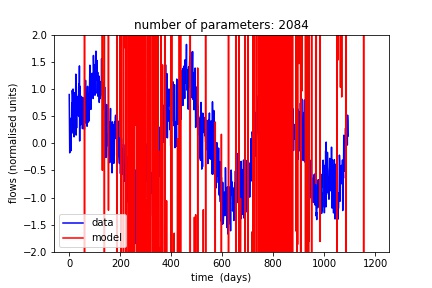 number of parameters: 2084
flows (normalised units)
2.0
1.5
1.0
0.5
0.0
−0.5
−1.0
−1.5
−2.0
data
model
0 200 400 600 800 1000 1200
time (days)